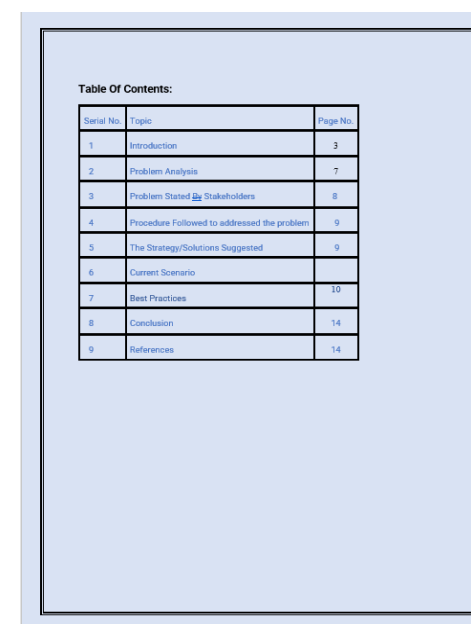 Table Of Contents:
Serial No. Topic Page No.
1 Introduction 3
2 Problem Analysis 7
3 Problem Stated By Stakeholders 8
4 Procedure Followed to addressed the problem 9
5 The Strategy/Solutions Suggested 9
6 Current Scenario
7 Best Practices 10
8 Conclusion 14
9 References 14